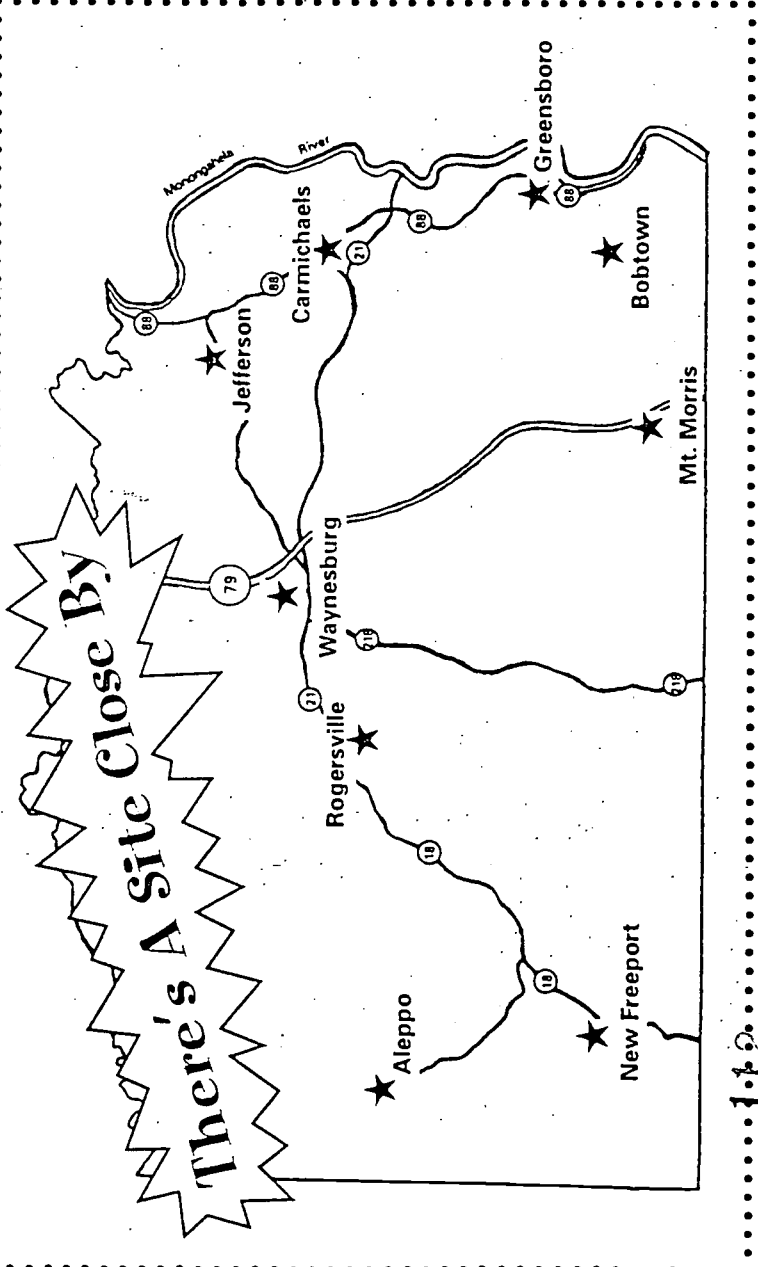 There's A Site Close By
Monongahela
River
88
88
Jefferson
Carmichaels
21
88
Greensboro
88
Bobtown
79
Waynesburg
21
Rogersville
218
218
Mt. Morris
18
18
Aleppo
New Freeport